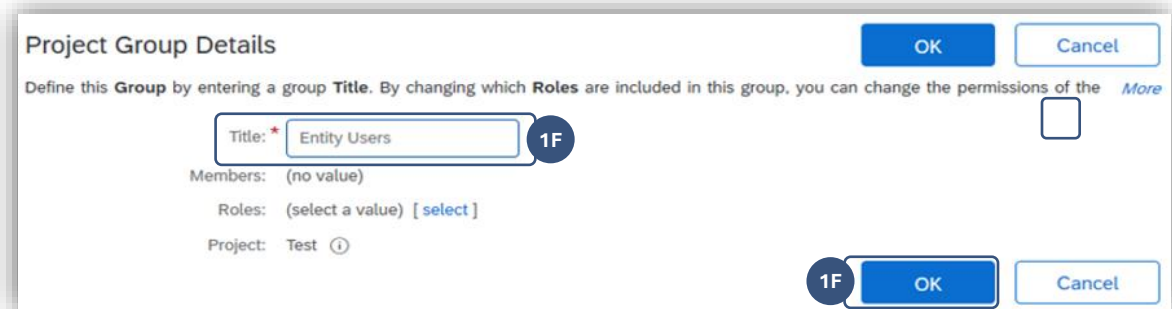 Project Group Details
OK
Cancel
Define this Group by entering a group Title. By changing which Roles are included in this group, you can change the permissions of the More
Title: * Entity Users 1F
Members: (no value)
Roles: (select a value) [ select ]
Project: Test
1F OK Cancel